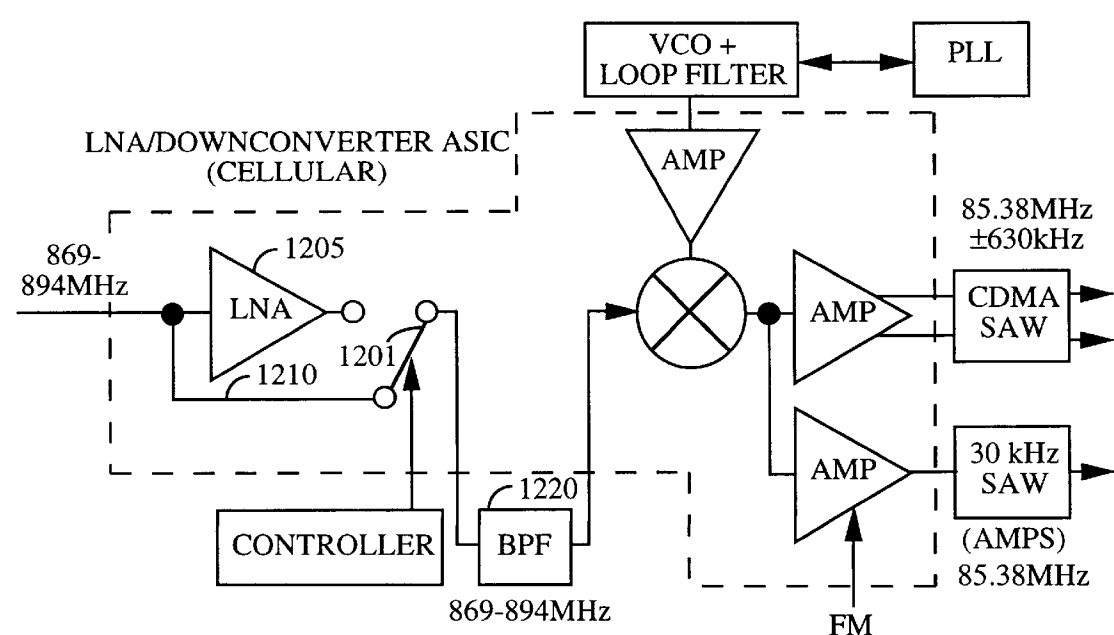 VCO +
LOOP FILTER
PLL
LNA/DOWNCONVERTER ASIC
(CELLULAR)
AMP
869-
894MHz
1205
LNA
1201
1210
AMP
85.38MHz
±630kHz
CDMA
SAW
AMP
30 kHz
SAW
(AMPS)
85.38MHz
CONTROLLER
1220
BPF
869-894MHz
FM